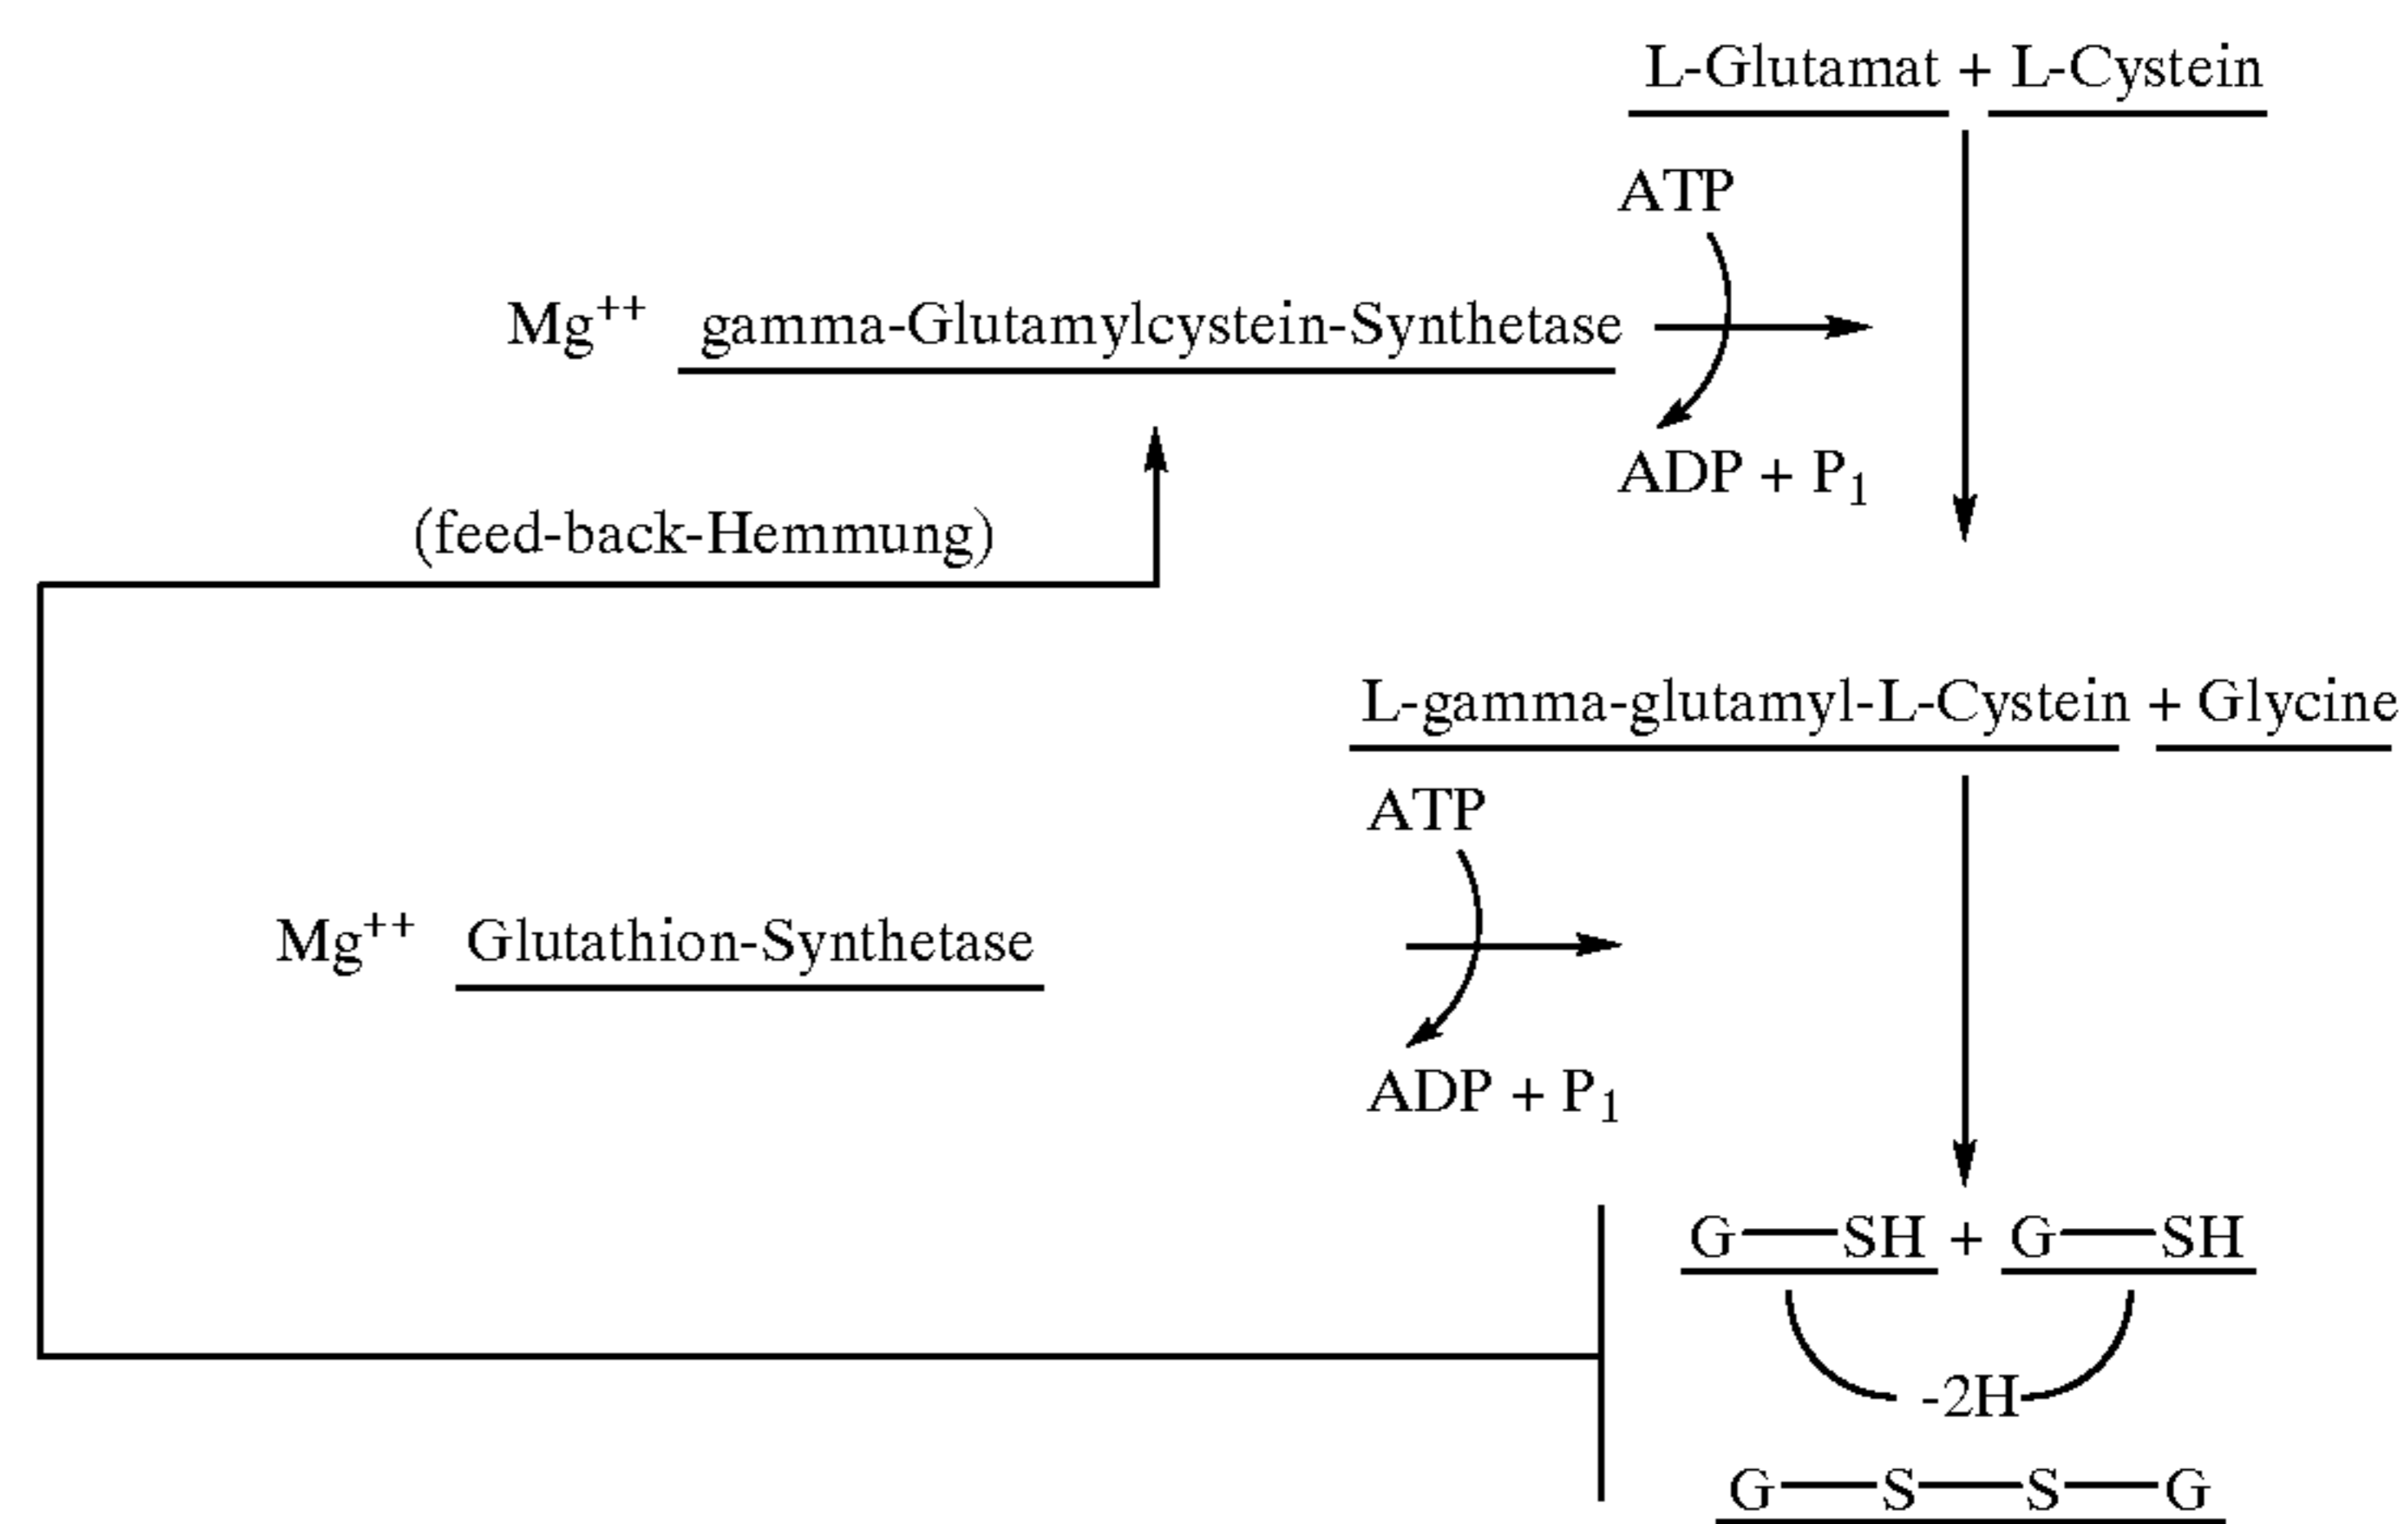 L-Glutamat + L-Cystein
ATP
Mg++ gamma-Glutamylcystein-Synthetase
ADP + P1
(feed-back-Hemmung)
L-gamma-glutamyl-L-Cystein + Glycine
ATP
Mg++ Glutathion-Synthetase
ADP + P1
G—SH + G—SH
-2H
G—S—S—G